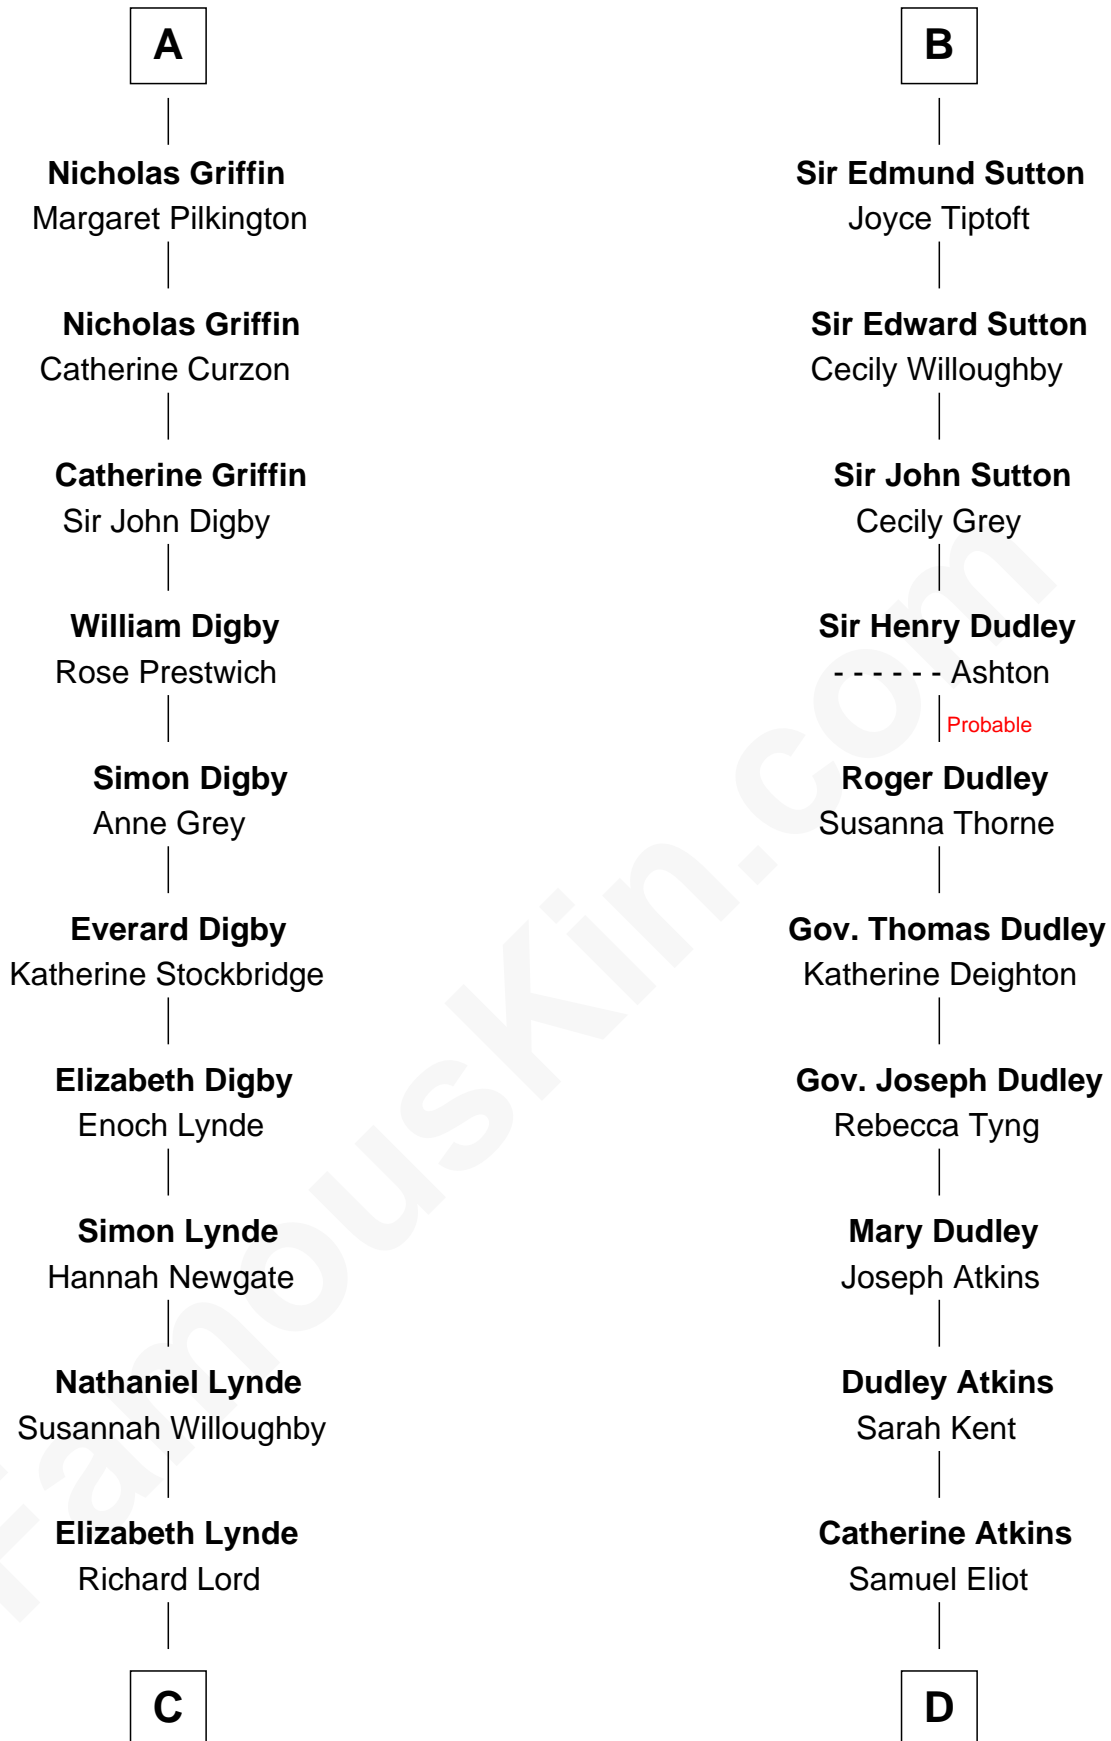 A
Nicholas Griffin
Margaret Pilkington
Nicholas Griffin
Catherine Curzon
Catherine Griffin
Sir John Digby
William Digby
Rose Prestwich
Simon Digby
Anne Grey
Everard Digby
Katherine Stockbridge
Elizabeth Digby
Enoch Lynde
Simon Lynde
Hannah Newgate
Nathaniel Lynde
Susannah Willoughby
Elizabeth Lynde
Richard Lord
C
B
Sir Edmund Sutton
Joyce Tiptoft
Sir Edward Sutton
Cecily Willoughby
Sir John Sutton
Cecily Grey
Sir Henry Dudley
- - - - - - Ashton
Probable
Roger Dudley
Susanna Thorne
Gov. Thomas Dudley
Katherine Deighton
Gov. Joseph Dudley
Rebecca Tyng
Mary Dudley
Joseph Atkins
Dudley Atkins
Sarah Kent
Catherine Atkins
Samuel Eliot
D
FamousKin.com